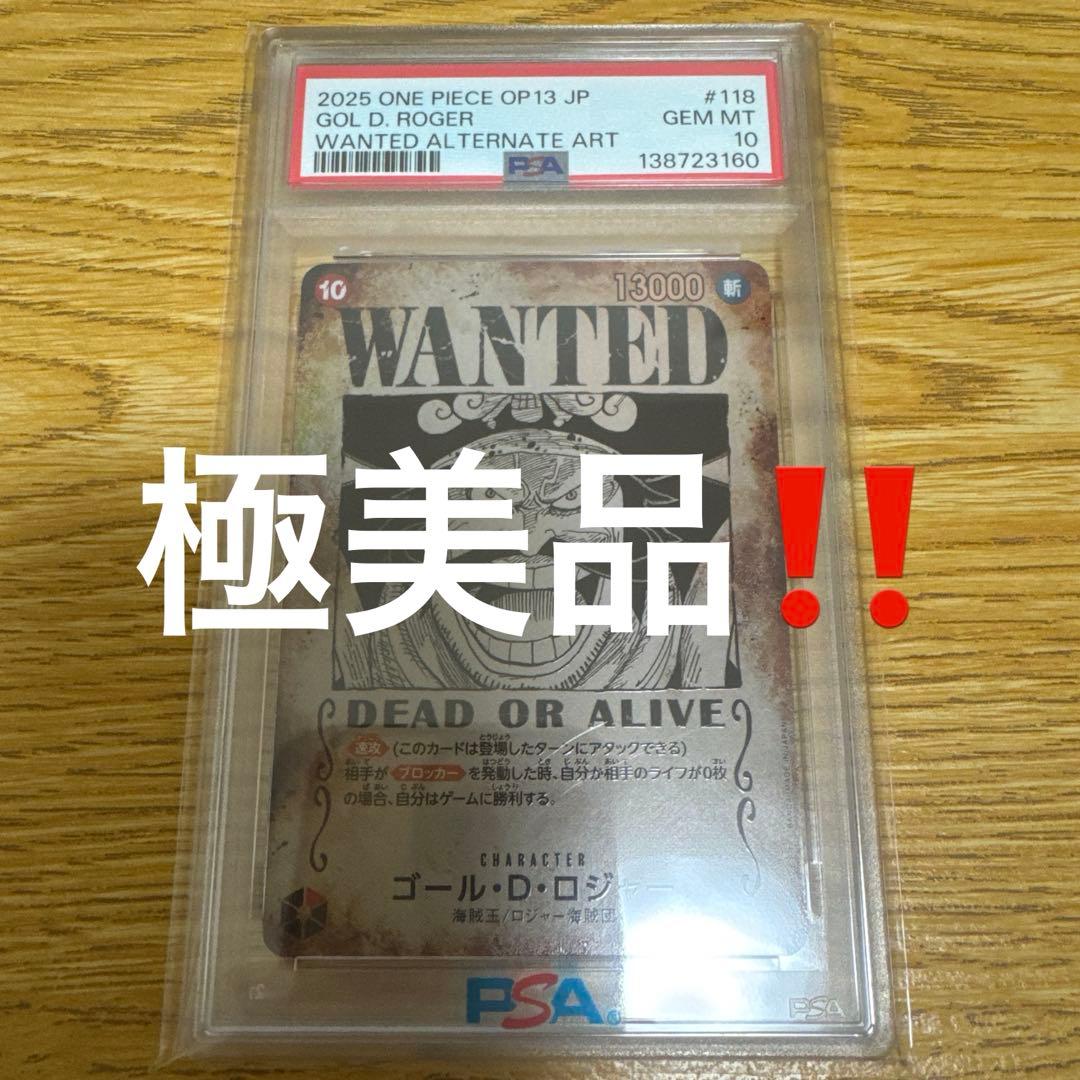 2025 ONE PIECE OP13 JP #118
GOL D. ROGER GEM MT
WANTED ALTERNATE ART 10
PSA 138723160
10 13000 斬
WANTED
極美品‼️
DEAD OR ALIVE
速攻 (このカードは登場したターンにアタックできる)
相手が ブロッカー を発動した時、自分か相手のライフが0枚
の場合、自分はゲームに勝利する。
CHARACTER
ゴール・D・ロジャー
海賊王/ロジャー海賊団
PSA
PSA